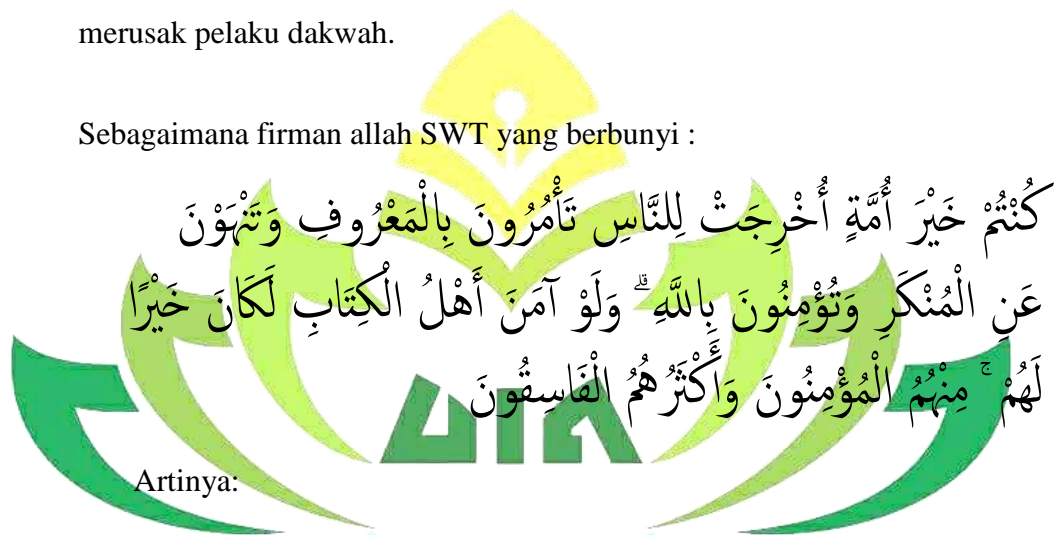 merusak pelaku dakwah.
Sebagaimana firman allah SWT yang berbunyi :
كُنْتُمْ خَيْرَ أُمَّةٍ أُخْرِجَتْ لِلنَّاسِ تَأْمُرُونَ بِالْمَعْرُوفِ وَتَنْهَوْنَ
عَنِ الْمُنْكَرِ وَتُؤْمِنُونَ بِاللَّهِ ۗ وَلَوْ آمَنَ أَهْلُ الْكِتَابِ لَكَانَ خَيْرًا
لَهُمْ ۚ مِنْهُمُ الْمُؤْمِنُونَ وَأَكْثَرُهُمُ الْفَاسِقُونَ
Artinya: